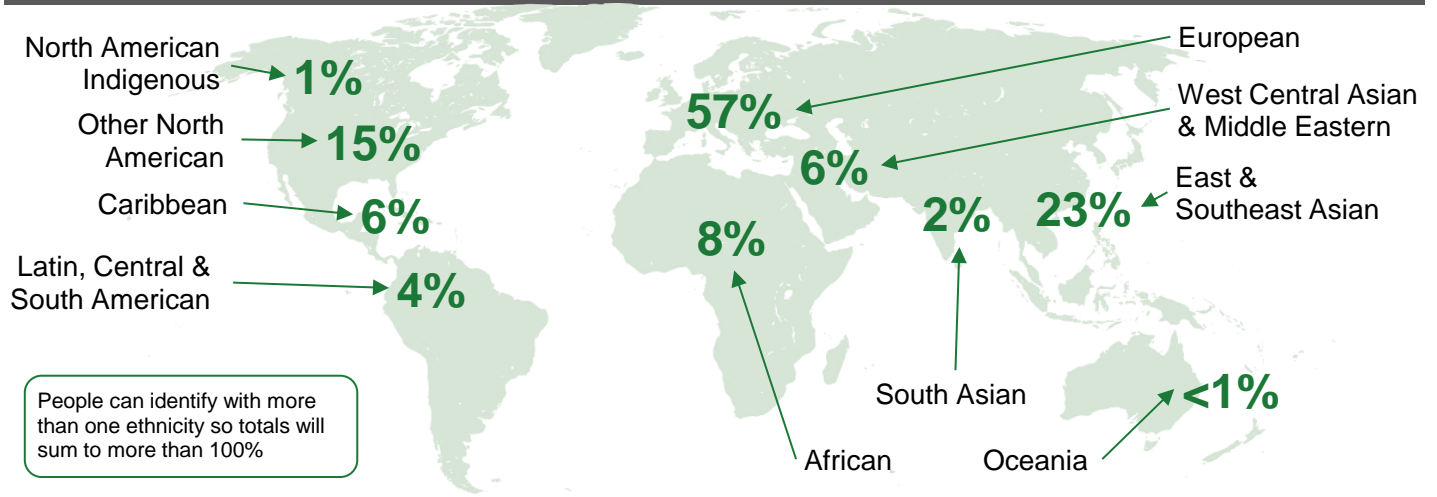 North American
Indigenous
1%
Other North
American
15%
Caribbean
6%
Latin, Central &
South American
4%
European
57%
West Central Asian
& Middle Eastern
6%
East &
Southeast Asian
23%
2%
South Asian
8%
African
<1%
Oceania
People can identify with more
than one ethnicity so totals will
sum to more than 100%